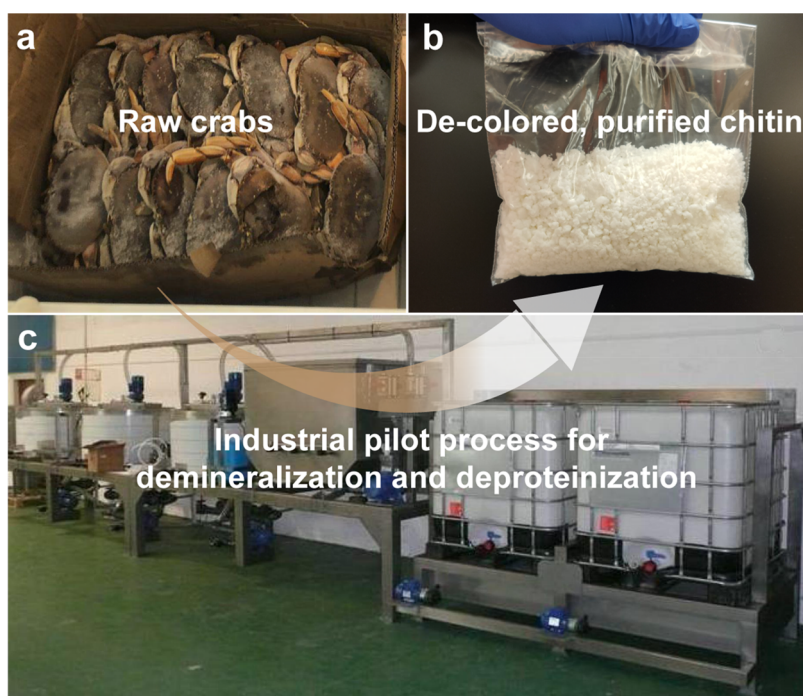 a
Raw crabs
b
De-colored, purified chitin
c
Industrial pilot process for
demineralization and deproteinization